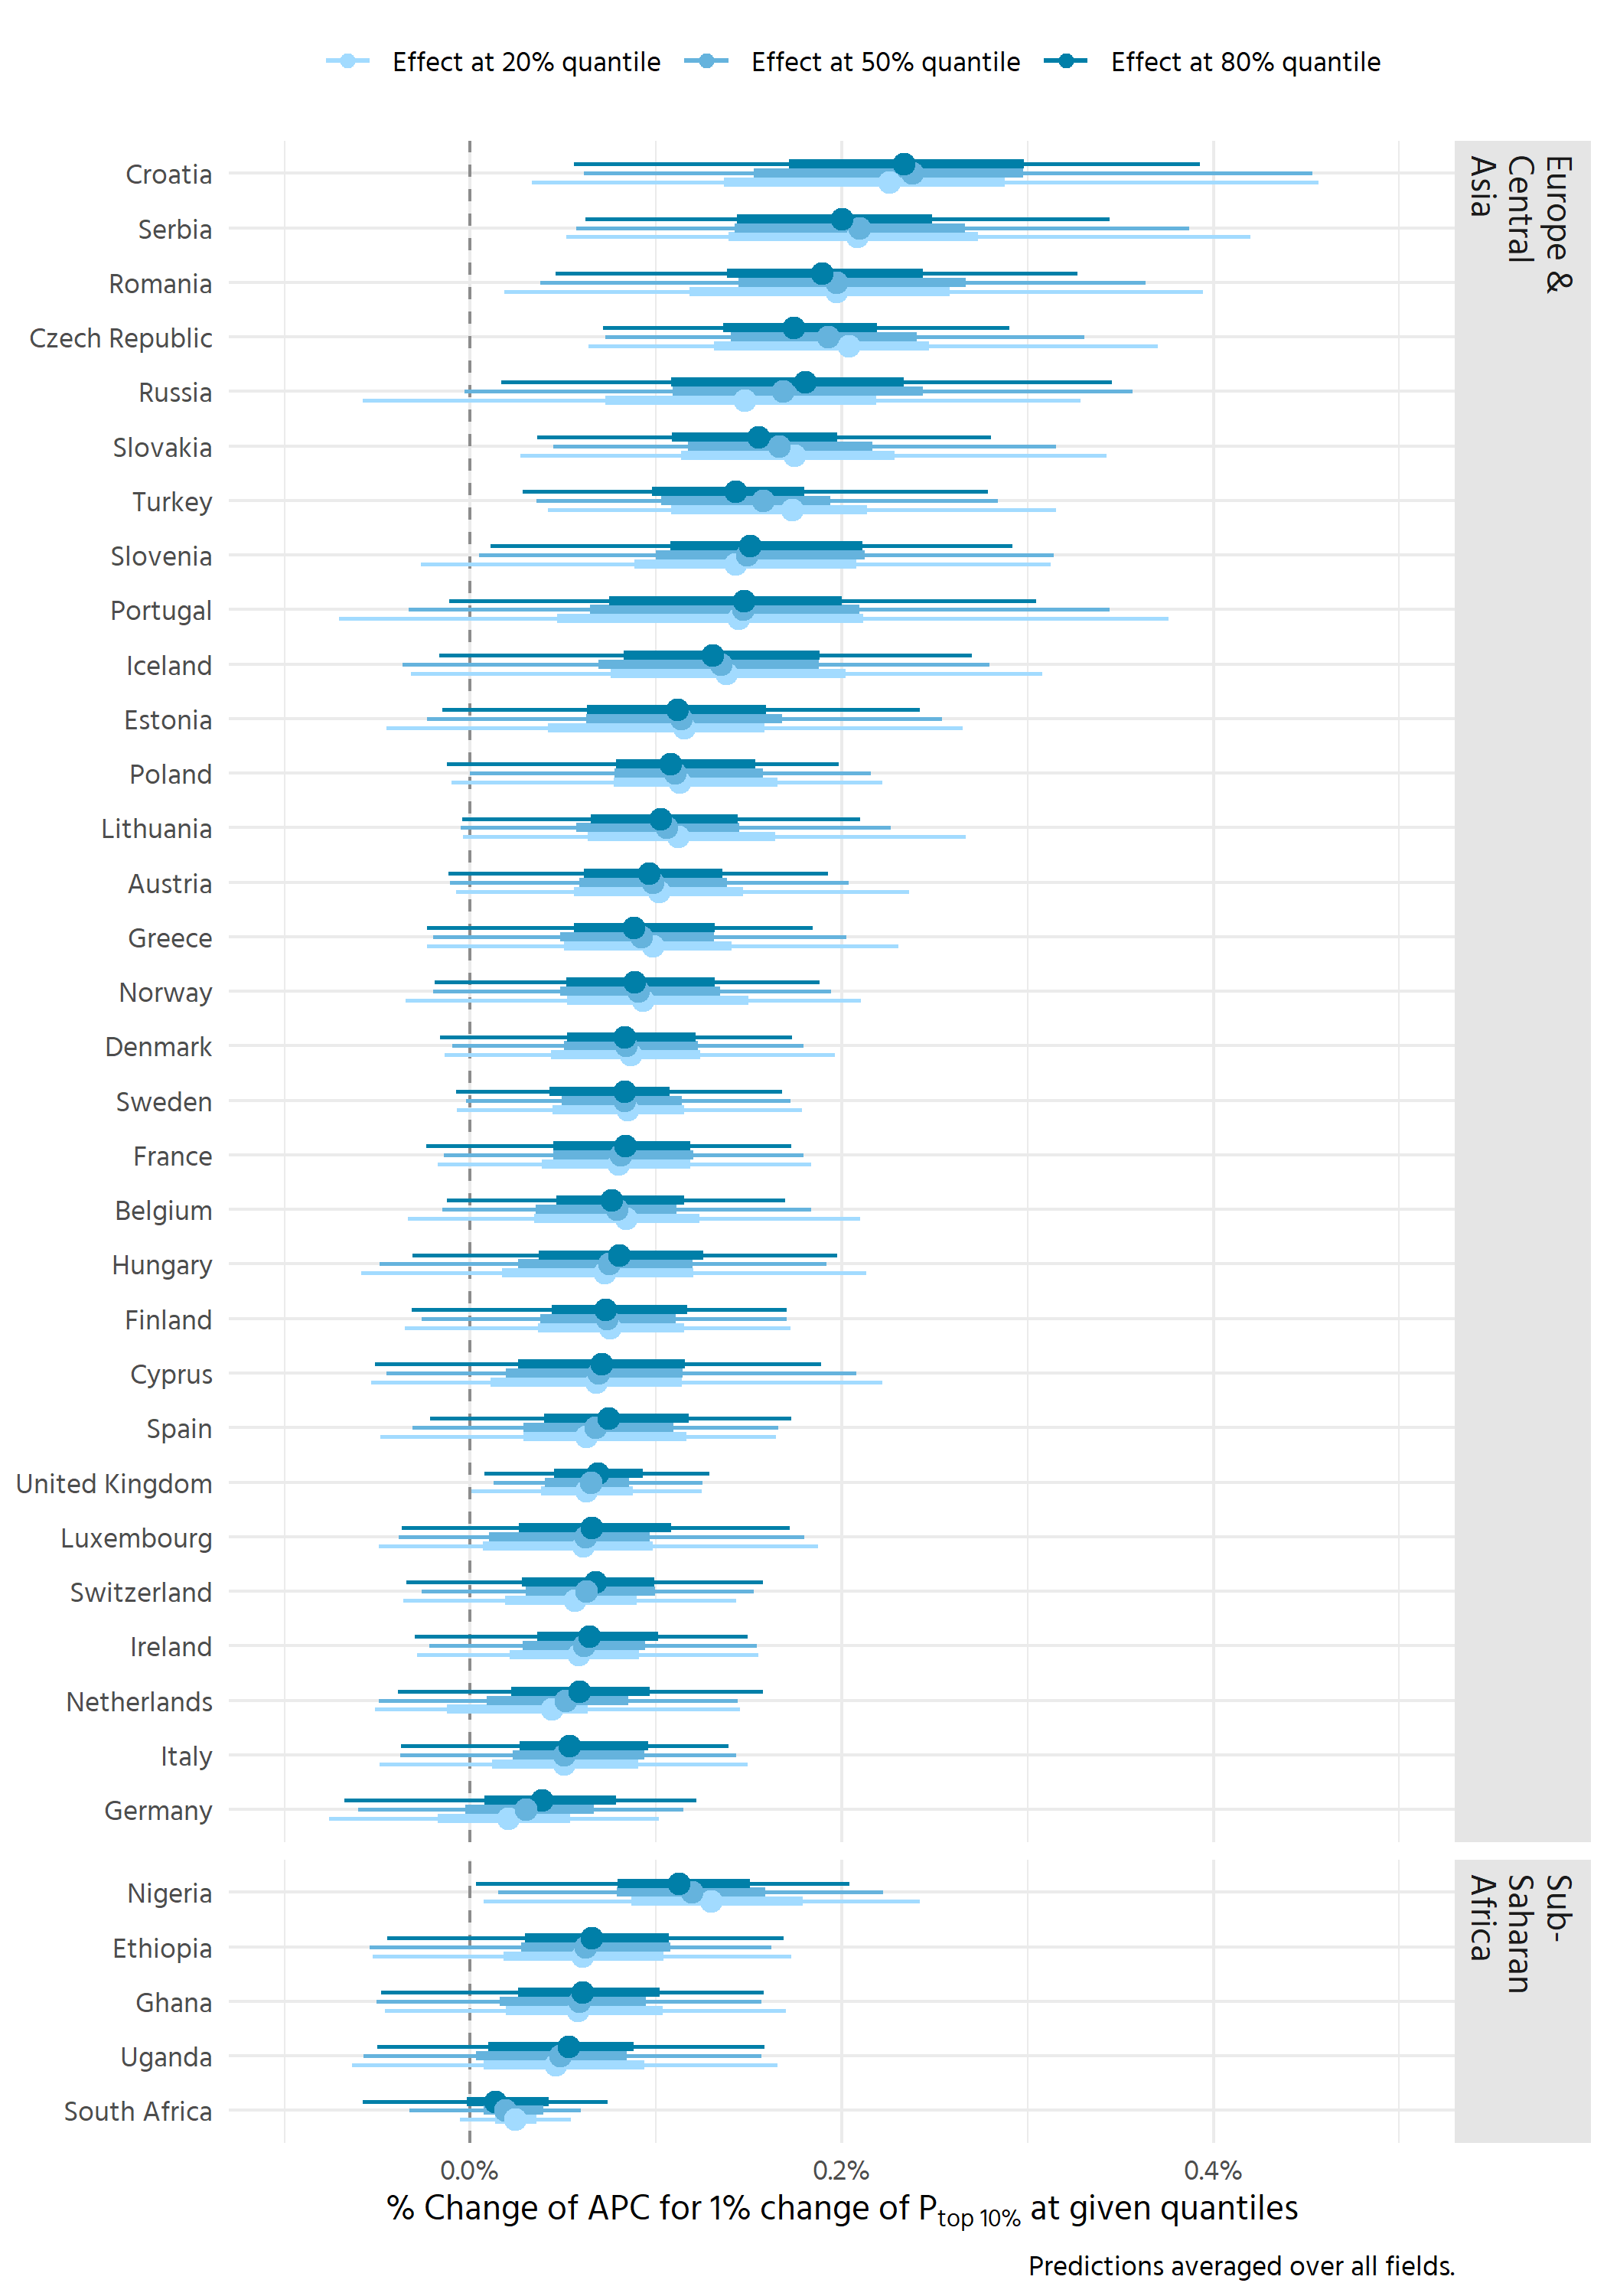 Effect at 20% quantile Effect at 50% quantile Effect at 80% quantile
Europe &
Central
Asia
Croatia
Serbia
Romania
Czech Republic
Russia
Slovakia
Turkey
Slovenia
Portugal
Iceland
Estonia
Poland
Lithuania
Austria
Greece
Norway
Denmark
Sweden
France
Belgium
Hungary
Finland
Cyprus
Spain
United Kingdom
Luxembourg
Switzerland
Ireland
Netherlands
Italy
Germany
Sub-
Saharan
Africa
Nigeria
Ethiopia
Ghana
Uganda
South Africa
0.0% 0.2% 0.4%
% Change of APC for 1% change of P top 10% at given quantiles
Predictions averaged over all fields.